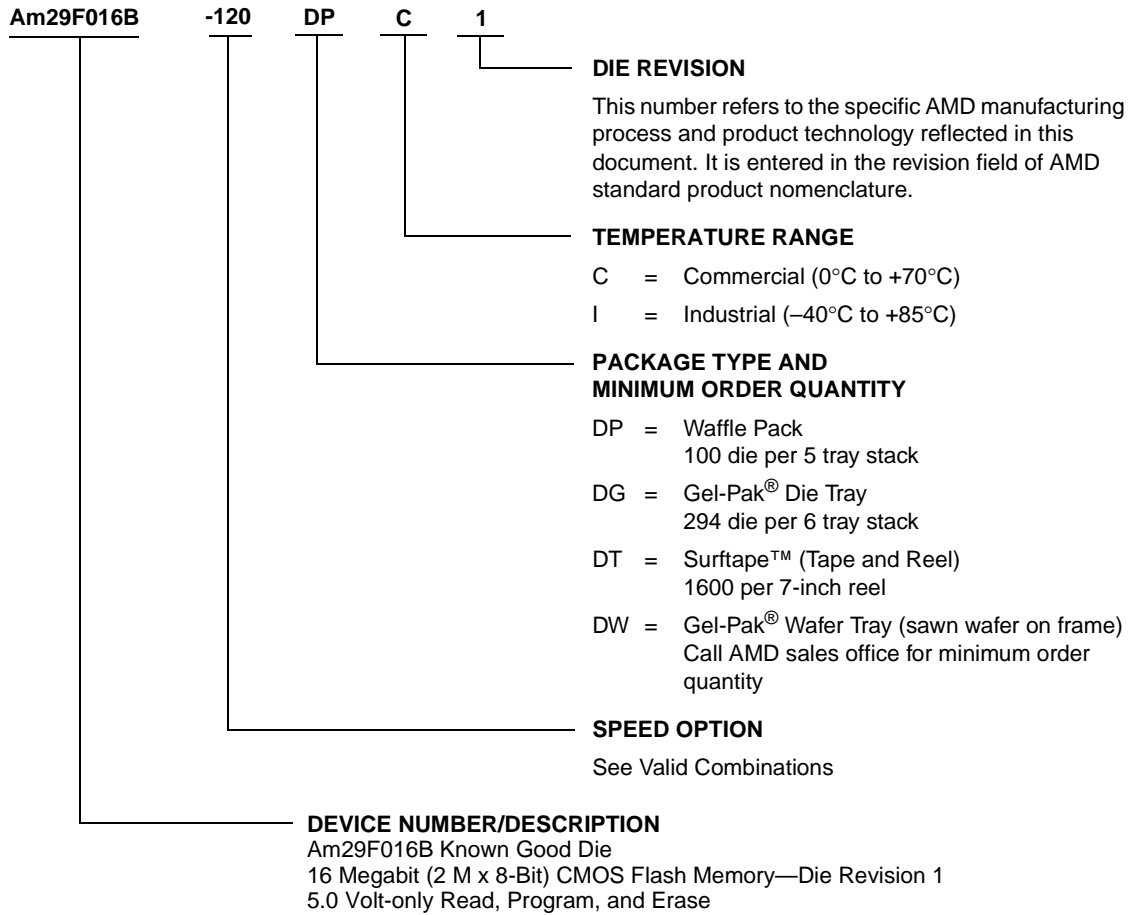 Am29F016B -120 DP C 1
DIE REVISION
This number refers to the specific AMD manufacturing
process and product technology reflected in this
document. It is entered in the revision field of AMD
standard product nomenclature.
TEMPERATURE RANGE
C = Commercial (0°C to +70°C)
I = Industrial (–40°C to +85°C)
PACKAGE TYPE AND
MINIMUM ORDER QUANTITY
DP = Waffle Pack
100 die per 5 tray stack
DG = Gel-Pak® Die Tray
294 die per 6 tray stack
DT = Surftape™ (Tape and Reel)
1600 per 7-inch reel
DW = Gel-Pak® Wafer Tray (sawn wafer on frame)
Call AMD sales office for minimum order
quantity
SPEED OPTION
See Valid Combinations
DEVICE NUMBER/DESCRIPTION
Am29F016B Known Good Die
16 Megabit (2 M x 8-Bit) CMOS Flash Memory—Die Revision 1
5.0 Volt-only Read, Program, and Erase